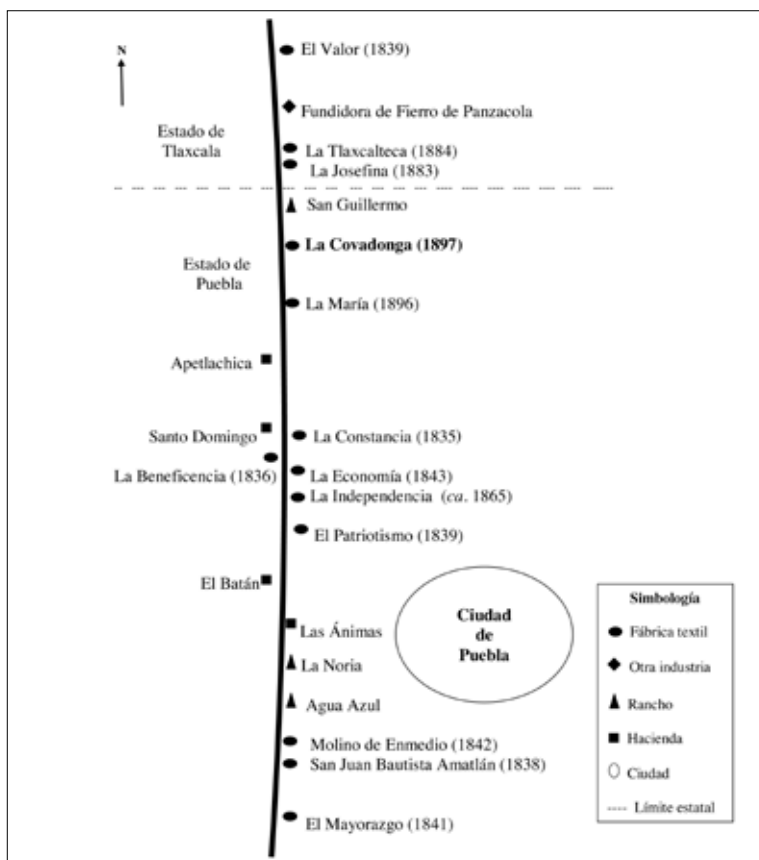 N
El Valor (1839)
Fundidora de Fierro de Panzacola
Estado de
Tlaxcala
La Tlaxcalteca (1884)
La Josefina (1883)
San Guillermo
La Covadonga (1897)
Estado de
Puebla
La María (1896)
Apetlachica
Santo Domingo
La Constancia (1835)
La Beneficencia (1836)
La Economía (1843)
La Independencia (ca. 1865)
El Patriotismo (1839)
El Batán
Las Ánimas
La Noria
Agua Azul
Molino de Enmedio (1842)
San Juan Bautista Amatlán (1838)
El Mayorazgo (1841)
Ciudad
de
Puebla
Simbología
Fábrica textil
Otra industria
Rancho
Hacienda
Ciudad
Límite estatal